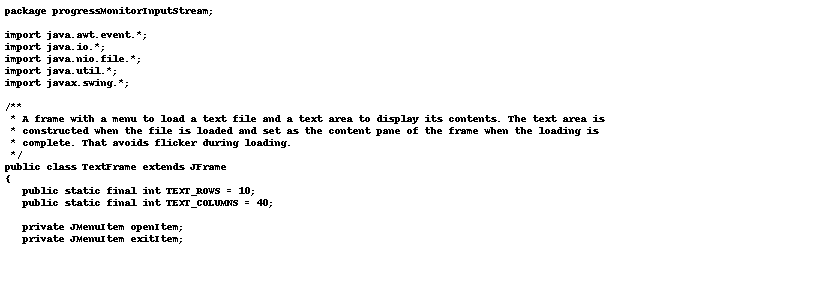 package progressMonitorInputStream;

import java.awt.event.*;
import java.io.*;
import java.nio.file.*;
import java.util.*;
import javax.swing.*;

/**
 * A frame with a menu to load a text file and a text area to display its contents. The text area is
 * constructed when the file is loaded and set as the content pane of the frame when the loading is
 * complete. That avoids flicker during loading.
 */
public class TextFrame extends JFrame
{
   public static final int TEXT_ROWS = 10;
   public static final int TEXT_COLUMNS = 40;

   private JMenuItem openItem;
   private JMenuItem exitItem;